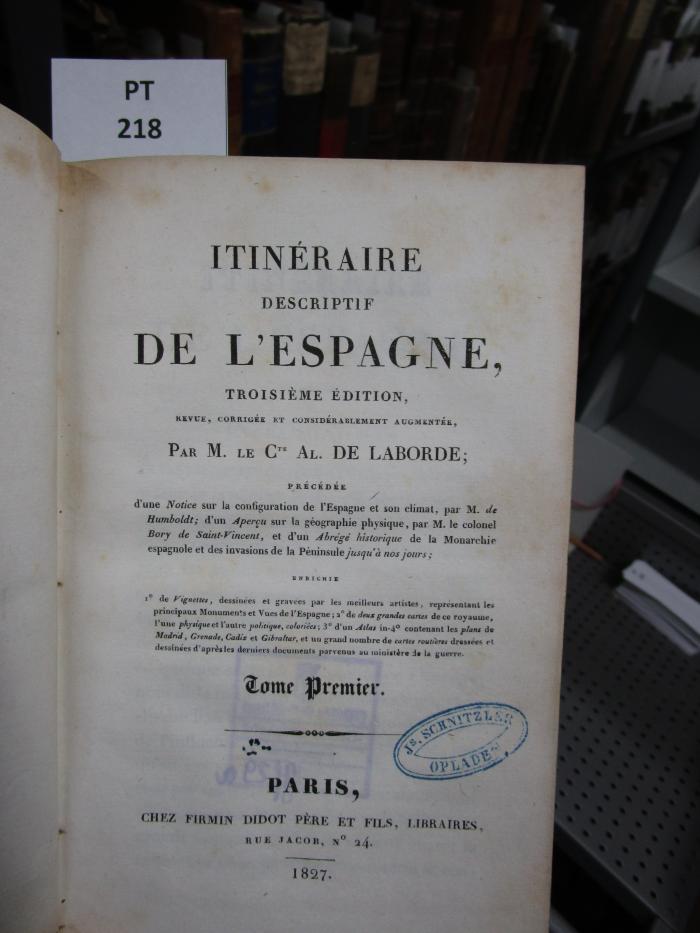 PT
218
ITINÉRAIRE
DESCRIPTIF
DE L'ESPAGNE,
TROISIÈME ÉDITION,
REVUE, CORRIGÉE ET CONSIDÉRABLEMENT AUGMENTÉE,
PAR M. LE CTE AL. DE LABORDE;
PRÉCÉDÉE
d'une Notice sur la configuration de l'Espagne et son climat, par M. de
Humboldt; d'un Aperçu sur la géographie physique, par M. le colonel
Bory de Saint-Vincent, et d'un Abrégé historique de la Monarchie
espagnole et des invasions de la Péninsule jusqu'à nos jours;
ENRICHIE
1° de Vignettes, dessinées et gravées par les meilleurs artistes, représentant les
principaux Monuments et Vues de l'Espagne; 2° de deux grandes cartes de ce royaume,
l'une physique et l'autre politique, coloriées; 3° d'un Atlas in-4° contenant les plans de
Madrid, Grenade, Cadix et Gibraltar, et un grand nombre de cartes routières dressées et
dessinées d'après les derniers documents parvenus au ministère de la guerre.
Tome Premier.
JS. SCHNITZLER
OPLADEN
PARIS,
CHEZ FIRMIN DIDOT PÈRE ET FILS, LIBRAIRES,
RUE JACOB, N° 24.
1827.